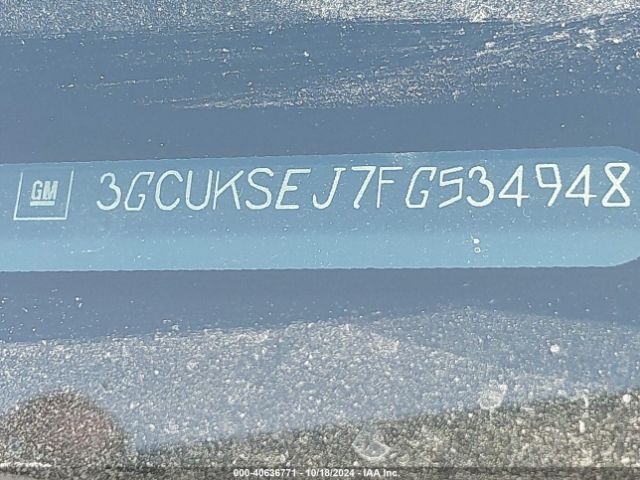 GM 3GCUKSEJ7FG534948
000-40636771 - 10/18/2024 - IAA Inc.